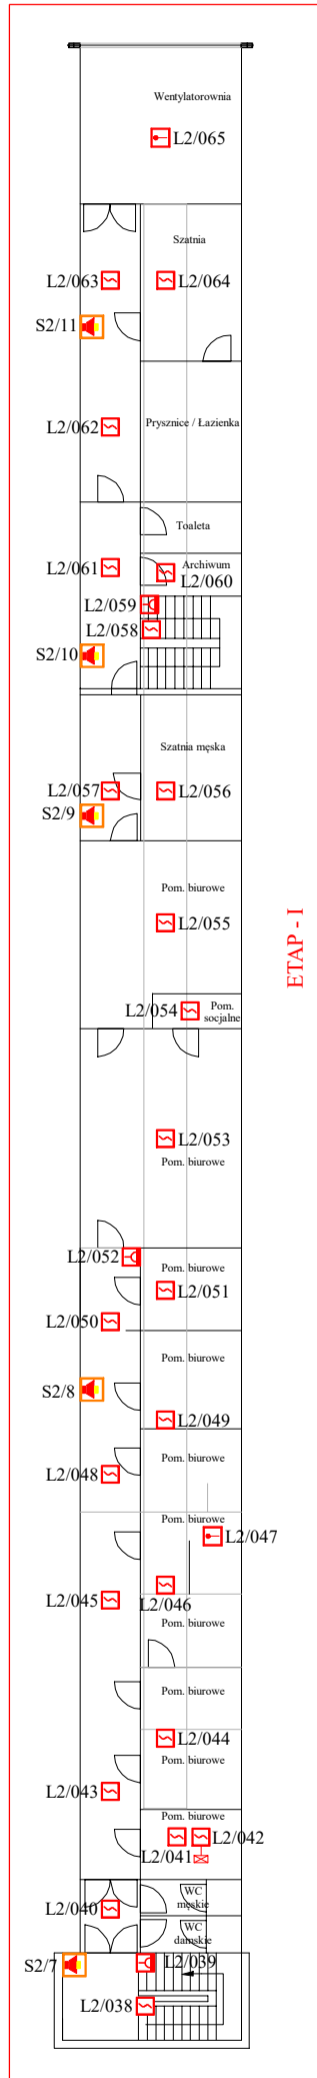 Wentylatorownia
L2/065
Szatnia
L2/063
L2/064
S2/11
L2/062
Prysznice / Łazienka
Toaleta
L2/061
Archiwum
L2/060
L2/059
L2/058
S2/10
Szatnia męska
L2/057
L2/056
S2/9
Pom. biurowe
L2/055
ETAP - I
L2/054
Pom.
socjalne
L2/053
Pom. biurowe
L2/052
Pom. biurowe
L2/051
L2/050
Pom. biurowe
S2/8
L2/049
Pom. biurowe
L2/048
Pom. biurowe
L2/047
L2/045
L2/046
Pom. biurowe
Pom. biurowe
L2/044
Pom. biurowe
L2/043
Pom. biurowe
L2/042
L2/041
WC
męskie
L2/040
WC
damskie
S2/7
L2/039
L2/038